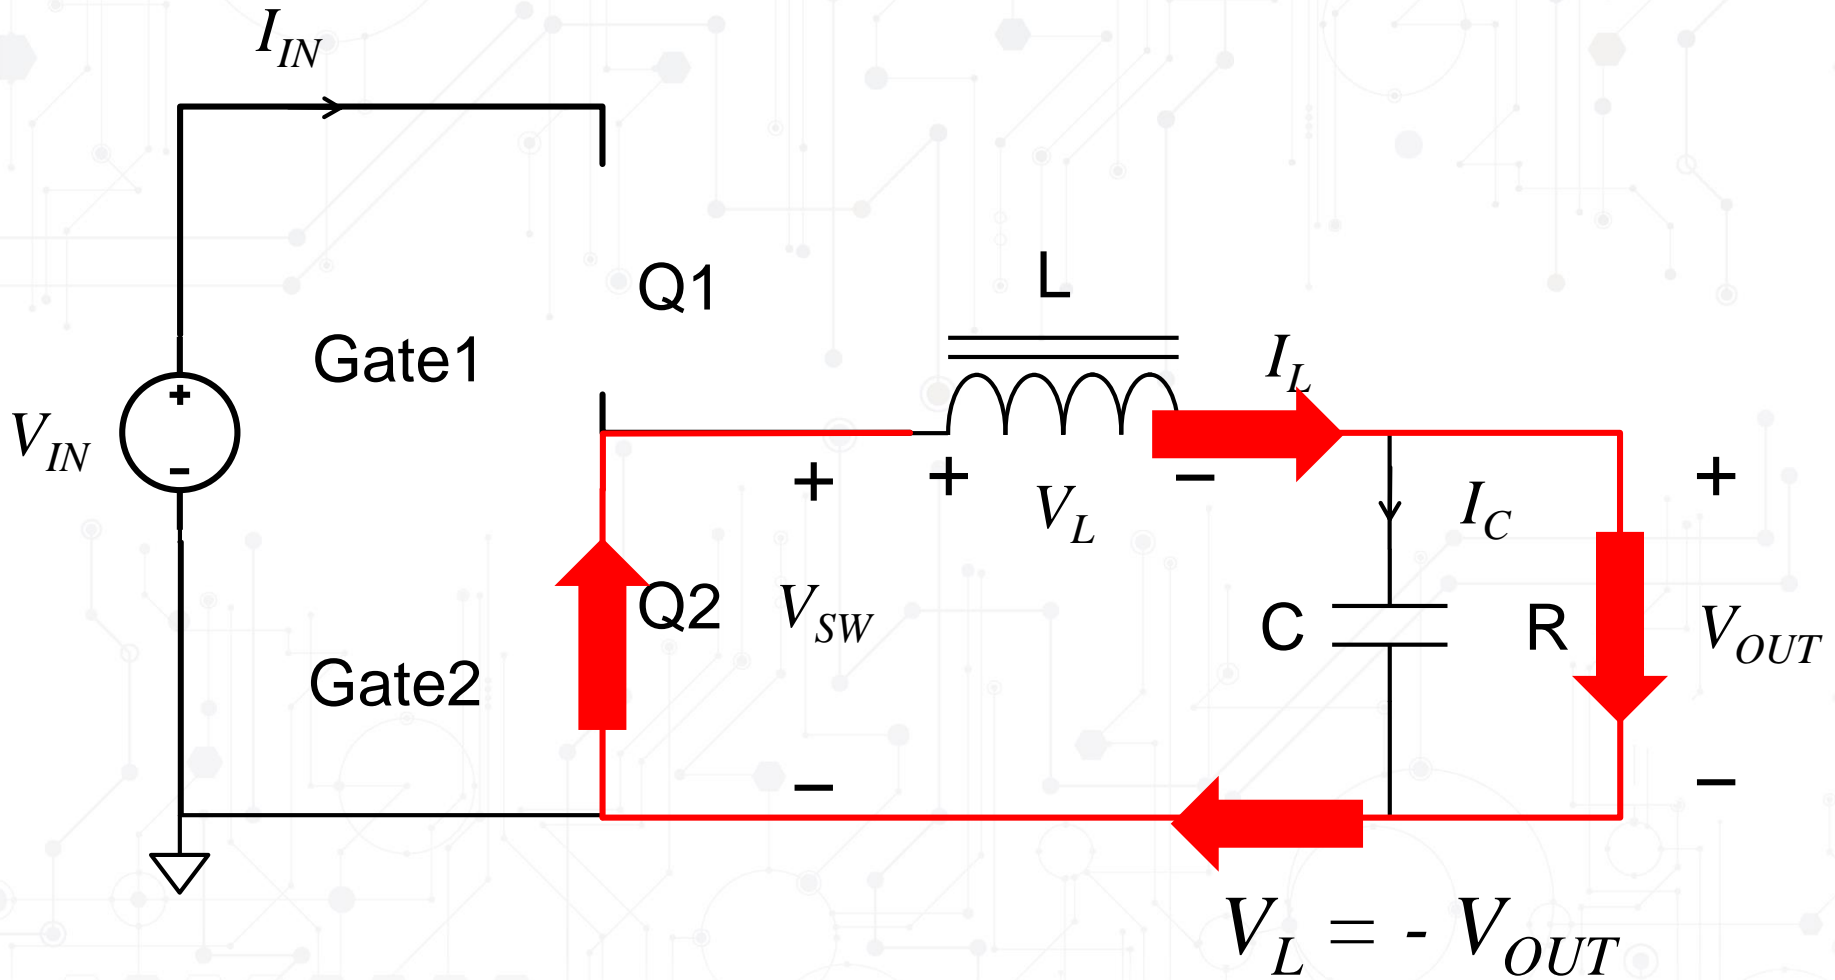 I_IN
Q1
L
Gate1
I_L
+
-
V_IN
+
+
-
+
V_L
I_C
Q2
V_SW
C
R
V_OUT
Gate2
-
-
V_L = - V_OUT